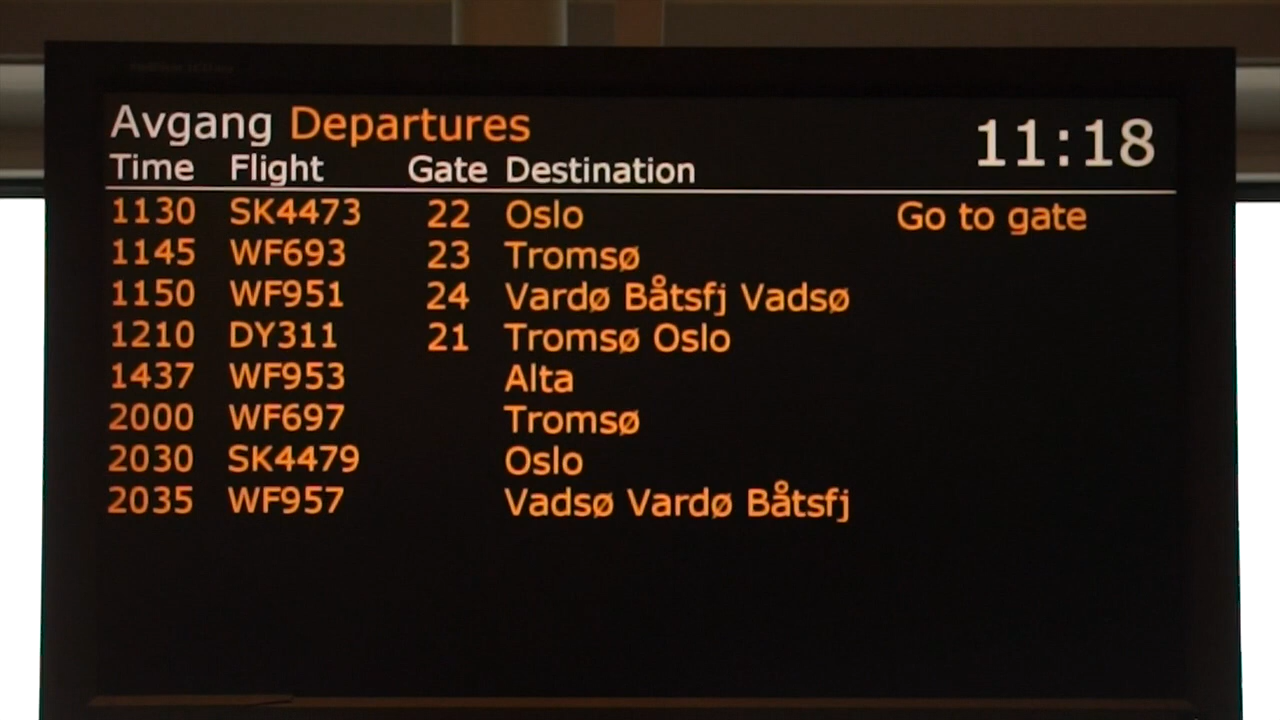 Avgang Departures 11:18
Time Flight Gate Destination
1130 SK4473 22 Oslo Go to gate
1145 WF693 23 Tromsø
1150 WF951 24 Vardø Båtsfj Vadsø
1210 DY311 21 Tromsø Oslo
1437 WF953 Alta
2000 WF697 Tromsø
2030 SK4479 Oslo
2035 WF957 Vadsø Vardø Båtsfj